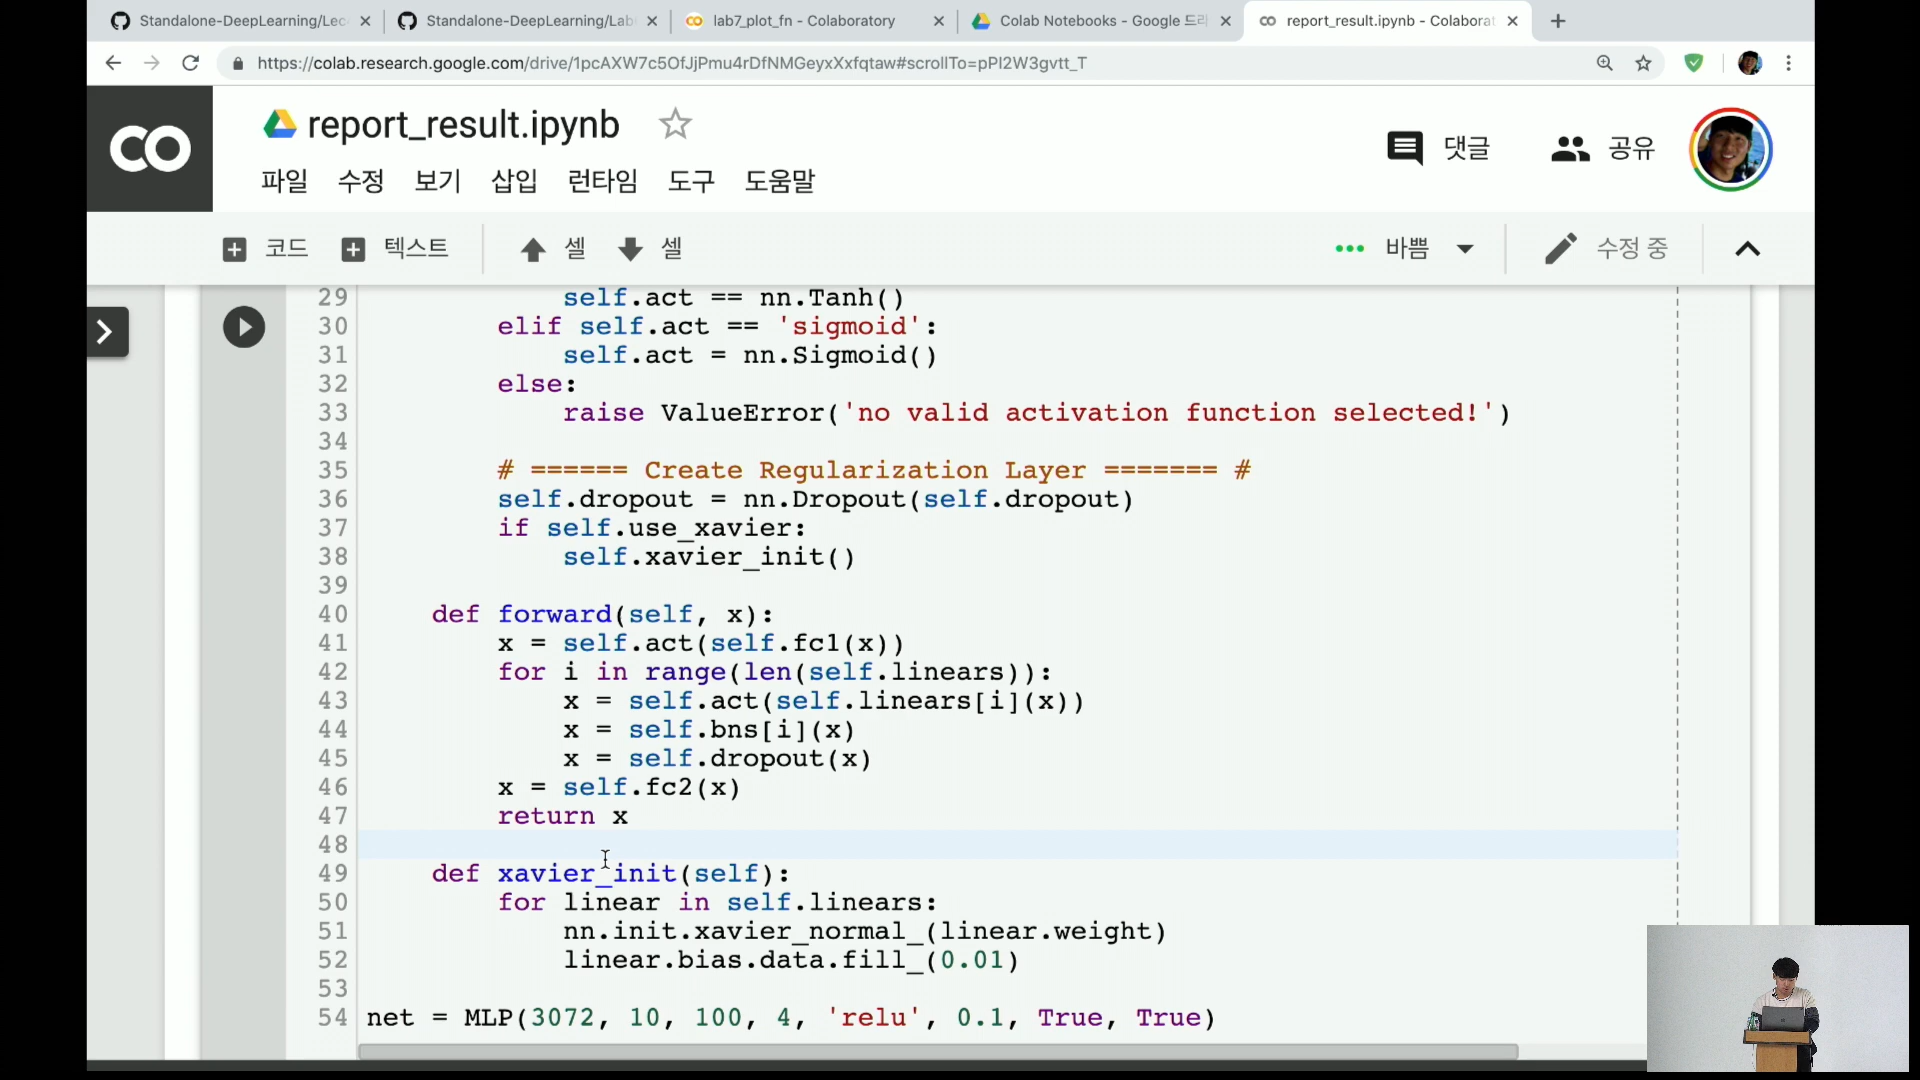 Standalone-DeepLearning/Lec
Standalone-DeepLearning/Lab
lab7_plot_fn - Colaboratory
Colab Notebooks - Google 드라
report_result.ipynb - Colaborat
https://colab.research.google.com/drive/1pcAXW7c5OfJjPmu4rDfNMGeyxXxfqtaw#scrollTo=pPI2W3gvtt_T
CO
report_result.ipynb
댓글
공유
파일 수정 보기 삽입 런타임 도구 도움말
코드 텍스트 셀 셀
바쁨
수정 중
29 self.act == nn.Tanh()
30 elif self.act == 'sigmoid':
31 self.act = nn.Sigmoid()
32 else:
33 raise ValueError('no valid activation function selected!')
34
35 # ====== Create Regularization Layer ======= #
36 self.dropout = nn.Dropout(self.dropout)
37 if self.use_xavier:
38 self.xavier_init()
39
40 def forward(self, x):
41 x = self.act(self.fc1(x))
42 for i in range(len(self.linears)):
43 x = self.act(self.linears[i](x))
44 x = self.bns[i](x)
45 x = self.dropout(x)
46 x = self.fc2(x)
47 return x
48
49 def xavier_init(self):
50 for linear in self.linears:
51 nn.init.xavier_normal_(linear.weight)
52 linear.bias.data.fill_(0.01)
53
54 net = MLP(3072, 10, 100, 4, 'relu', 0.1, True, True)